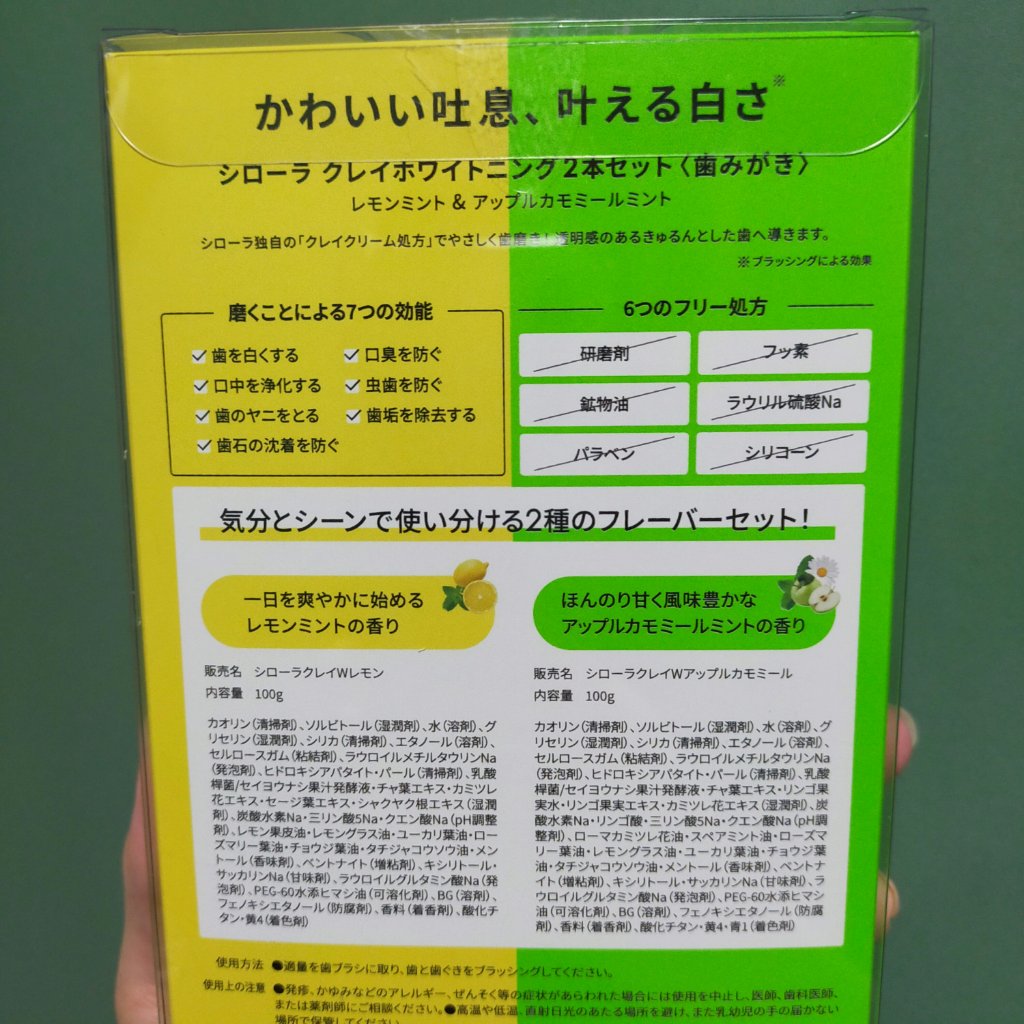 かわいい吐息、叶える白さ※
シローラ クレイホワイトニング2本セット〈歯みがき〉
レモンミント & アップルカモミールミント
シローラ独自の「クレイクリーム処方」でやさしく歯磨きし透明感のあるきゅるんとした歯へ導きます。
※ブラッシングによる効果
磨くことによる7つの効能
歯を白くする 口臭を防ぐ
口中を浄化する 虫歯を防ぐ
歯のヤニをとる 歯垢を除去する
歯石の沈着を防ぐ
6つのフリー処方
研磨剤 フッ素
鉱物油 ラウリル硫酸Na
パラベン シリコーン
気分とシーンで使い分ける2種のフレーバーセット!
一日を爽やかに始める
レモンミントの香り
販売名 シローラクレイWレモン
内容量 100g
カオリン(清掃剤)、ソルビトール(湿潤剤)、水(溶剤)、グ
リセリン(湿潤剤)、シリカ(清掃剤)、エタノール(溶剤)、
セルロースガム(粘結剤)、ラウロイルメチルタウリンNa
(発泡剤)、ヒドロキシアパタイト・パール(清掃剤)、乳酸
桿菌/セイヨウナシ果汁発酵液・チャ葉エキス・カミツレ
花エキス・セージ葉エキス・シャクヤク根エキス(湿潤
剤)、炭酸水素Na・三リン酸5Na・クエン酸Na(pH調整
剤)、レモン果皮油・レモングラス油・ユーカリ葉油・ロー
ズマリー葉油・チョウジ葉油・タチジャコウソウ油・メン
トール(香味剤)、ベントナイト(増粘剤)、キシリトール・
サッカリンNa(甘味剤)、ラウロイルグルタミン酸Na(発
泡剤)、PEG-60水添ヒマシ油(可溶化剤)、BG(溶剤)、
フェノキシエタノール(防腐剤)、香料(着香剤)、酸化チ
タン・黄4(着色剤)
ほんのり甘く風味豊かな
アップルカモミールミントの香り
販売名 シローラクレイWアップルカモミール
内容量 100g
カオリン(清掃剤)、ソルビトール(湿潤剤)、水(溶剤)、グ
リセリン(湿潤剤)、シリカ(清掃剤)、エタノール(溶剤)、
セルロースガム(粘結剤)、ラウロイルメチルタウリンNa
(発泡剤)、ヒドロキシアパタイト・パール(清掃剤)、乳酸
桿菌/セイヨウナシ果汁発酵液・チャ葉エキス・リンゴ果
実水・リンゴ果実エキス・カミツレ花エキス(湿潤剤)、炭
酸水素Na・リンゴ酸・三リン酸5Na・クエン酸Na(pH調
整剤)、ローマカミツレ花油・スペアミント油・ローズマ
リー葉油・レモングラス油・ユーカリ葉油・チョウジ葉
油・タチジャコウソウ油・メントール(香味剤)、ベントナ
イト(増粘剤)、キシリトール・サッカリンNa(甘味剤)、ラ
ウロイルグルタミン酸Na(発泡剤)、PEG-60水添ヒマシ
油(可溶化剤)、BG(溶剤)、フェノキシエタノール(防腐
剤)、香料(着香剤)、酸化チタン・黄4・青1(着色剤)
使用方法 ●適量を歯ブラシに取り、歯と歯ぐきをブラッシングしてください。
使用上の注意 ●発疹、かゆみなどのアレルギー、ぜんそく等の症状があらわれた場合には使用を中止し、医師、歯科医師、
または薬剤師にご相談ください。●高温や低温、直射日光のあたる場所を避け、また乳幼児の手の届かない
場所で保管してください。